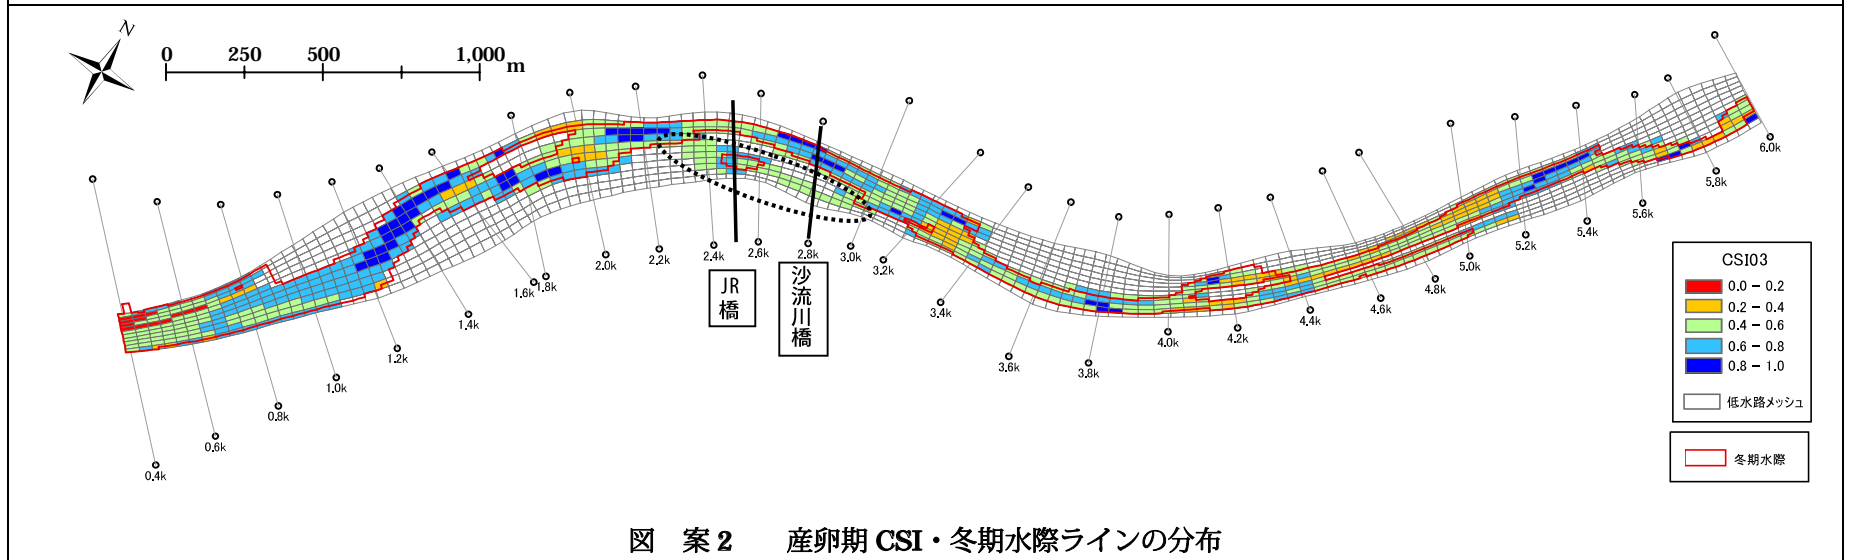 N
0 250 500 1,000 m
0.4k
0.6k
0.8k
1.0k
1.2k
1.4k
1.6k
1.8k
2.0k
2.2k
2.4k
2.6k
2.8k
3.0k
3.2k
3.4k
3.6k
3.8k
4.0k
4.2k
4.4k
4.6k
4.8k
5.0k
5.2k
5.4k
5.6k
5.8k
6.0k
JR
橋
沙流川橋
CSI03
0.0 - 0.2
0.2 - 0.4
0.4 - 0.6
0.6 - 0.8
0.8 - 1.0
低水路メッシュ
冬期水際
図 案2 産卵期 CSI・冬期水際ラインの分布